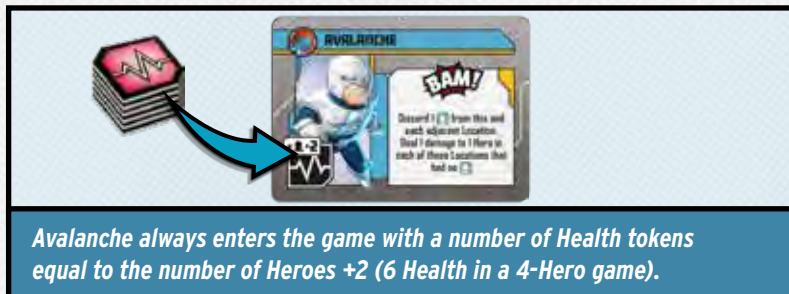 AVALANCHE
BAM!
Discard 1 from this and
each adjacent Location.
Deal 1 damage to 1 Hero in
each of those Locations that
had no
+2
Avalanche always enters the game with a number of Health tokens
equal to the number of Heroes +2 (6 Health in a 4-Hero game).